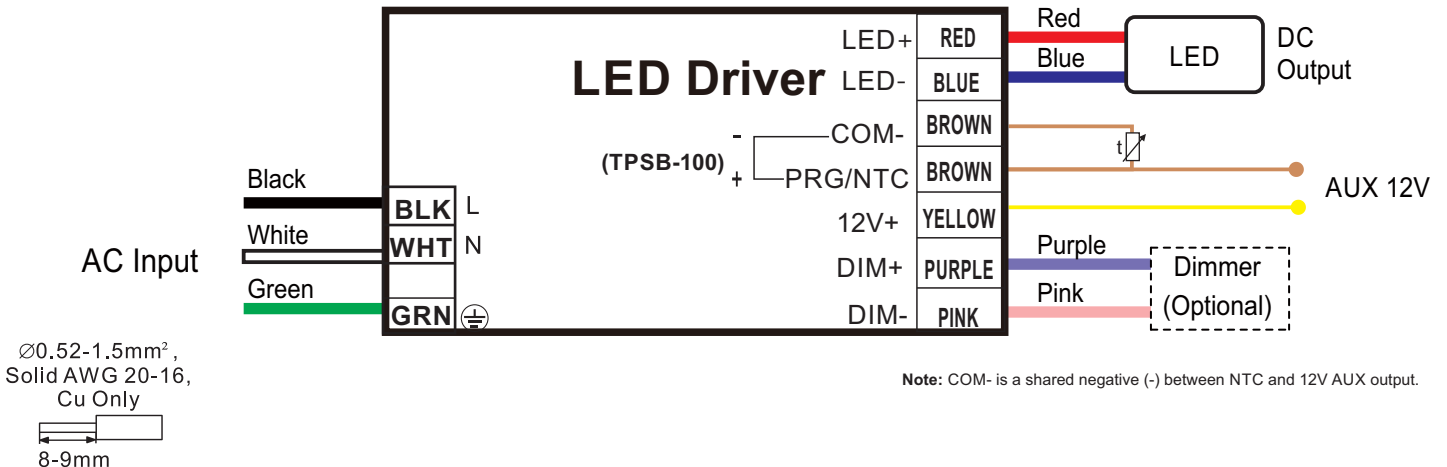 LED Driver
AC Input
Black
White
Green
BLK L
WHT N
GRN
(TPSB-100)
-
+
LED+ RED
LED- BLUE
COM- BROWN
PRG/NTC BROWN
12V+ YELLOW
DIM+ PURPLE
DIM- PINK
Red
Blue
LED
DC
Output
t
AUX 12V
Purple
Pink
Dimmer
(Optional)
Note: COM- is a shared negative (-) between NTC and 12V AUX output.
∅0.52-1.5mm²,
Solid AWG 20-16,
Cu Only
8-9mm